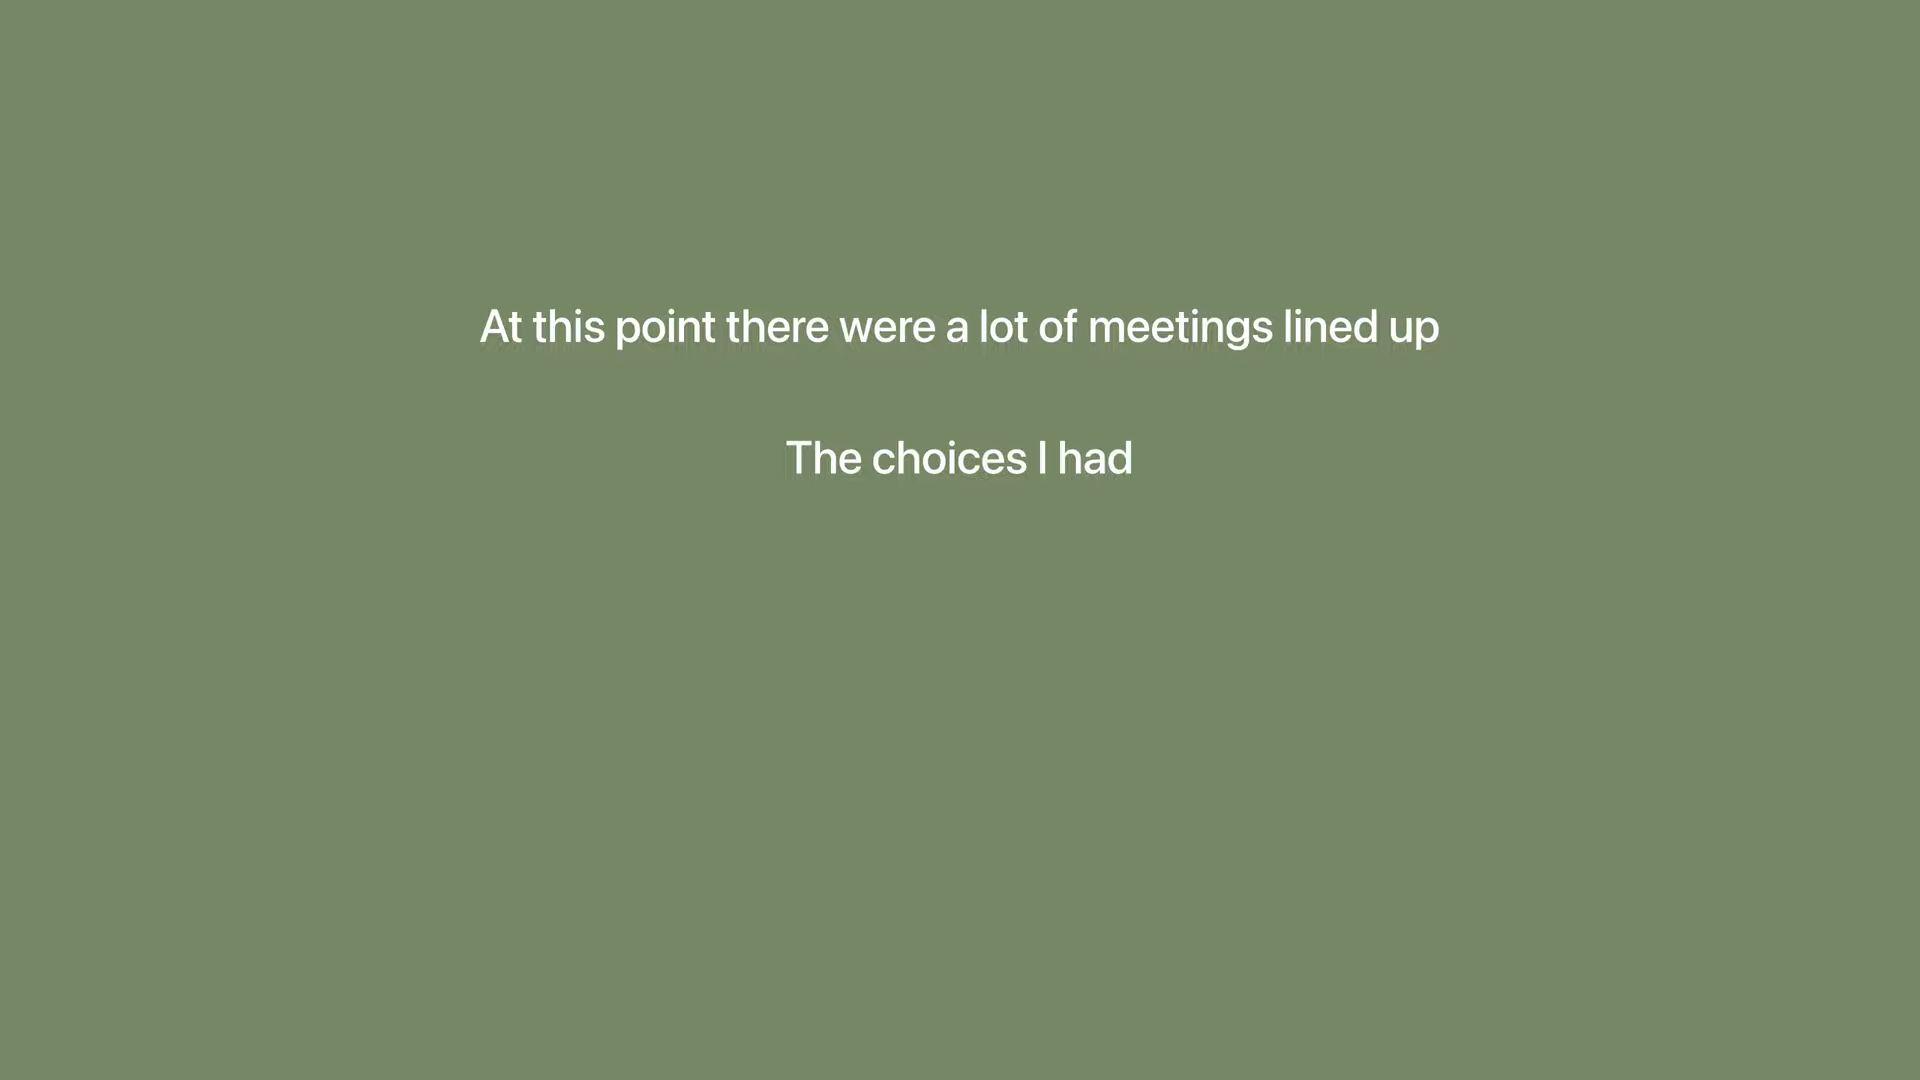 At this point there were a lot of meetings lined up
The choices I had